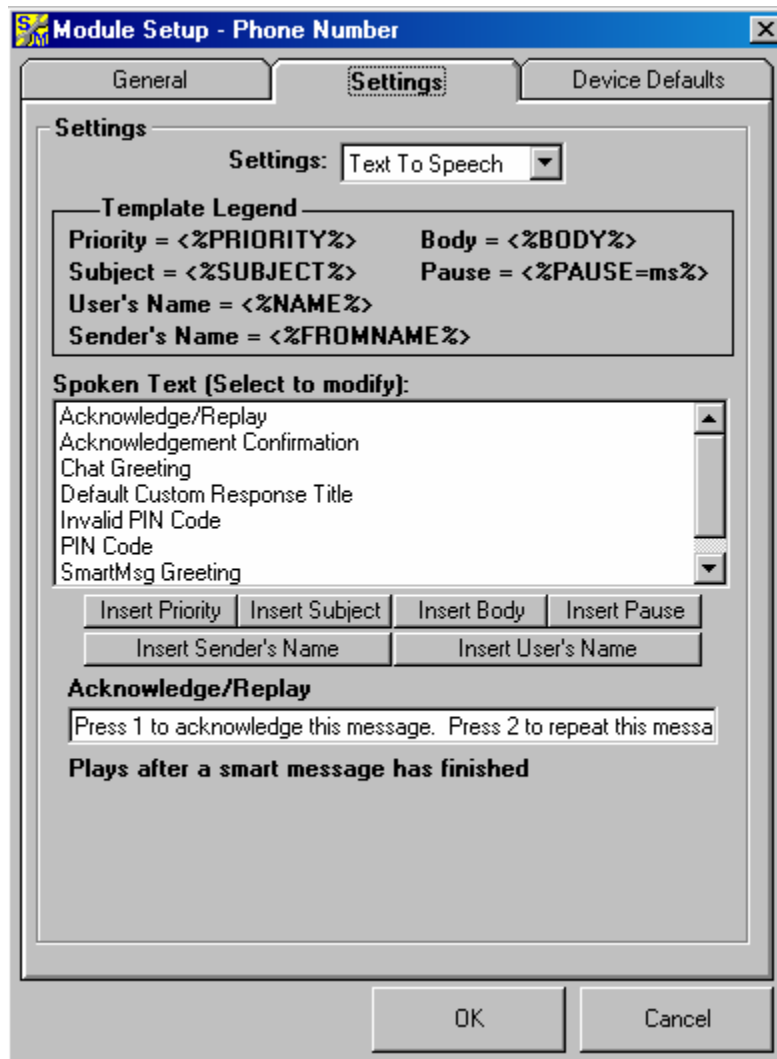 Module Setup - Phone Number
General Settings Device Defaults
Settings
Settings: Text To Speech
Template Legend
Priority = <%PRIORITY%> Body = <%BODY%>
Subject = <%SUBJECT%> Pause = <%PAUSE=ms%>
User's Name = <%NAME%>
Sender's Name = <%FROMNAME%>
Spoken Text (Select to modify):
Acknowledge/Replay
Acknowledgement Confirmation
Chat Greeting
Default Custom Response Title
Invalid PIN Code
PIN Code
SmartMsg Greeting
Insert Priority Insert Subject Insert Body Insert Pause
Insert Sender's Name Insert User's Name
Acknowledge/Replay
Press 1 to acknowledge this message.  Press 2 to repeat this messa
Plays after a smart message has finished
OK Cancel